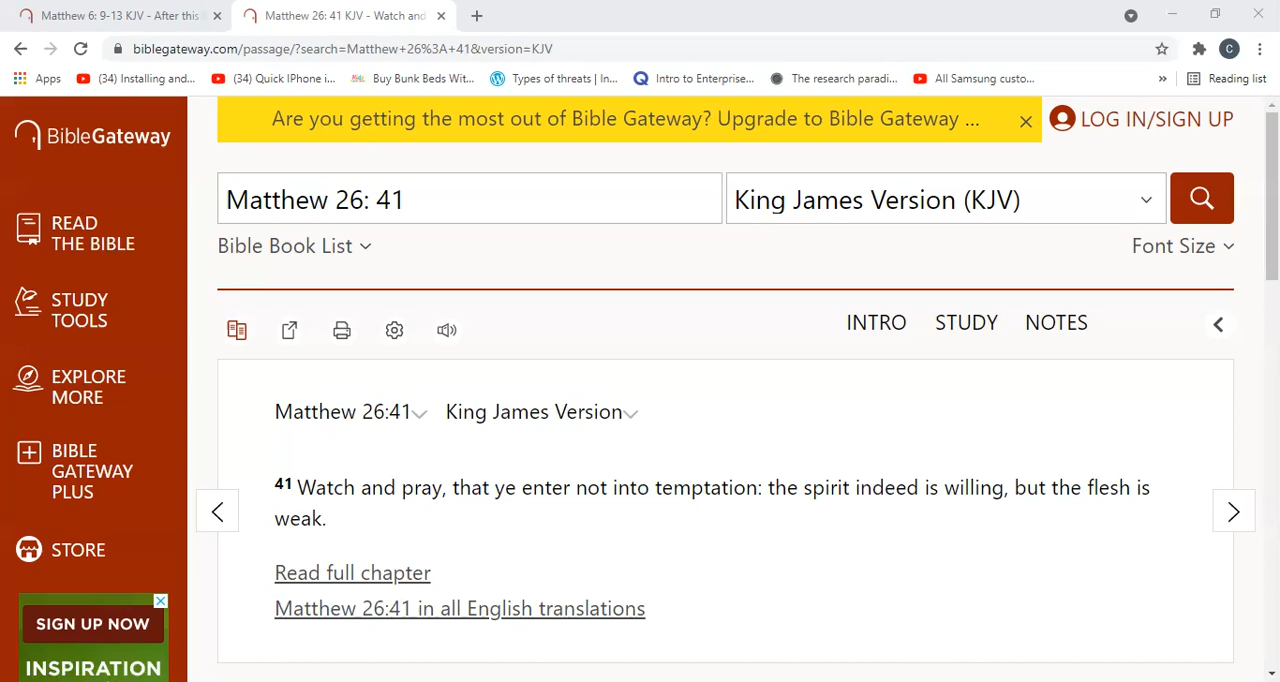 Matthew 6: 9-13 KJV - After this
Matthew 26: 41 KJV - Watch and
biblegateway.com/passage/?search=Matthew+26%3A+41&version=KJV
C
Apps
(34) Installing and...
(34) Quick IPhone i...
Buy Bunk Beds Wit...
Types of threats | In...
Intro to Enterprise...
The research paradi...
All Samsung custo...
»
Reading list
BibleGateway
Are you getting the most out of Bible Gateway? Upgrade to Bible Gateway ...
LOG IN/SIGN UP
Matthew 26: 41
King James Version (KJV)
Bible Book List
Font Size
READ
THE BIBLE
STUDY
TOOLS
EXPLORE
MORE
BIBLE
GATEWAY
PLUS
STORE
SIGN UP NOW
INSPIRATION
INTRO
STUDY
NOTES
Matthew 26:41
King James Version
41 Watch and pray, that ye enter not into temptation: the spirit indeed is willing, but the flesh is
weak.
Read full chapter
Matthew 26:41 in all English translations